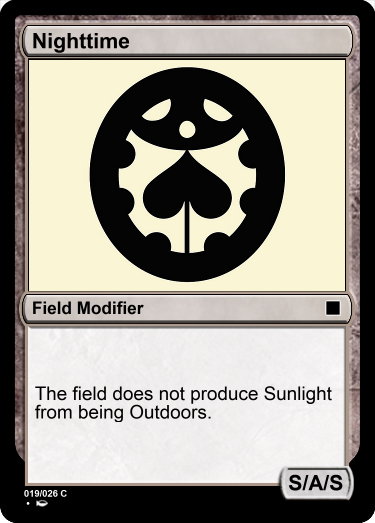 Nighttime
Field Modifier
The field does not produce Sunlight
from being Outdoors.
S/A/S
019/026 C